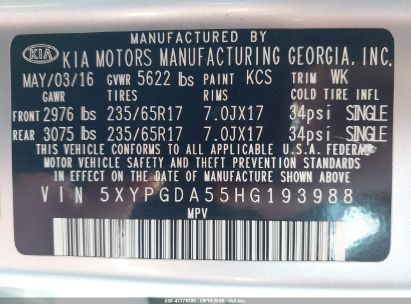 MANUFACTURED BY
KIA KIA MOTORS MANUFACTURING GEORGIA, INC.
MAY/03/16 GVWR 5622 lbs PAINT KCS TRIM WK
GAWR TIRES RIMS COLD TIRE INFL
FRONT 2976 lbs 235/65R17 7.0JX17 34psi SINGLE
REAR 3075 lbs 235/65R17 7.0JX17 34psi SINGLE
THIS VEHICLE CONFORMS TO ALL APPLICABLE U.S.A FEDERAL
MOTOR VEHICLE SAFETY AND THEFT PREVENTION STANDARDS
IN EFFECT ON THE DATE OF MANUFACTURE SHOWN ABOVE.
VIN 5XYPGDA55HG193988
MPV